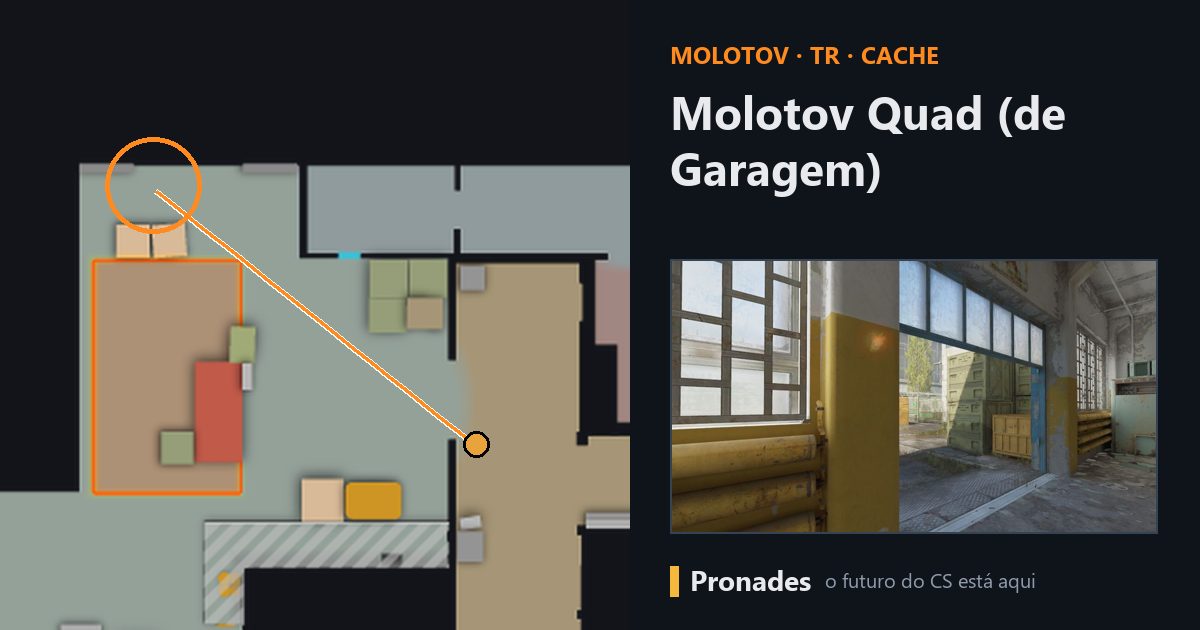 MOLOTOV · TR · CACHE
Molotov Quad (de
Garagem)
Pronades o futuro do CS está aqui